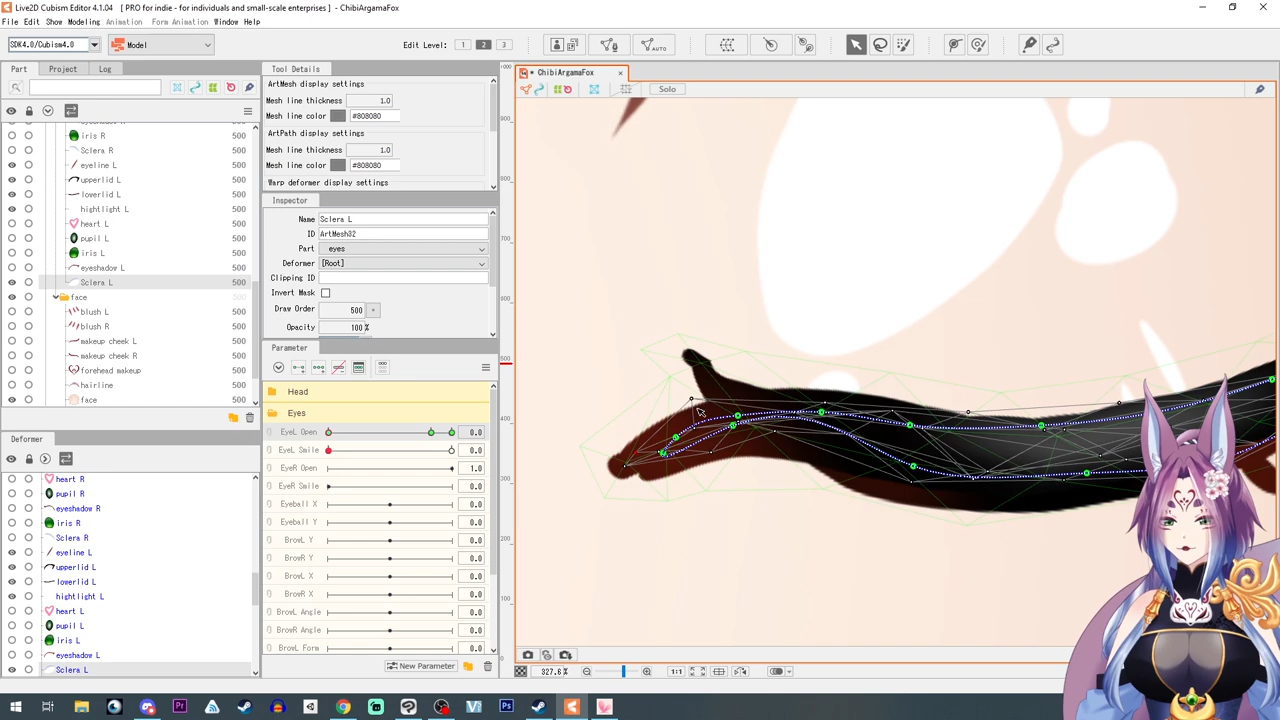 Live2D Cubism Editor 4.1.04 [ PRO for indie - for individuals and small-scale enterprises ] - ChibiArgamaFox
File Edit Show Modeling Animation Form Animation Window Help
SDK4.0/Cubism4.0 Model Edit Level: 1 2 3 AUTO
Part Project Log
Iris R 500
Sclera R 500
eyeline L 500
upperlid L 500
lowerlid L 500
hightlight L 500
heart L 500
pupil L 500
iris L 500
eyeshadow L 500
Sclera L 500
face 500
blush L 500
blush R 500
makeup cheek L 500
makeup cheek R 500
forehead makeup 500
hairline 500
face 500
Deformer
heart R
pupil R
eyeshadow R
iris R
Sclera R
eyeline L
upperlid L
lowerlid L
hightlight L
heart L
pupil L
iris L
eyeshadow L
Sclera L
Tool Details
ArtMesh display settings
Mesh line thickness 1.0
Mesh line color #808080
ArtPath display settings
Mesh line thickness 1.0
Mesh line color #808080
Warp deformer display settings
Inspector
Name Sclera L
ID ArtMesh32
Part eyes
Deformer [Root]
Clipping ID
Invert Mask
Draw Order 500
Opacity 100 %
Parameter
Head
Eyes
EyeL Open 0.0
EyeL Smile 0.0
EyeR Open 1.0
EyeR Smile 0.0
Eyeball X 0.0
Eyeball Y 0.0
BrowL Y 0.0
BrowR Y 0.0
BrowL X 0.0
BrowR X 0.0
BrowL Angle 0.0
BrowR Angle 0.0
BrowL Form 0.0
New Parameter
* ChibiArgamaFox
Solo
327.6 % 1:1